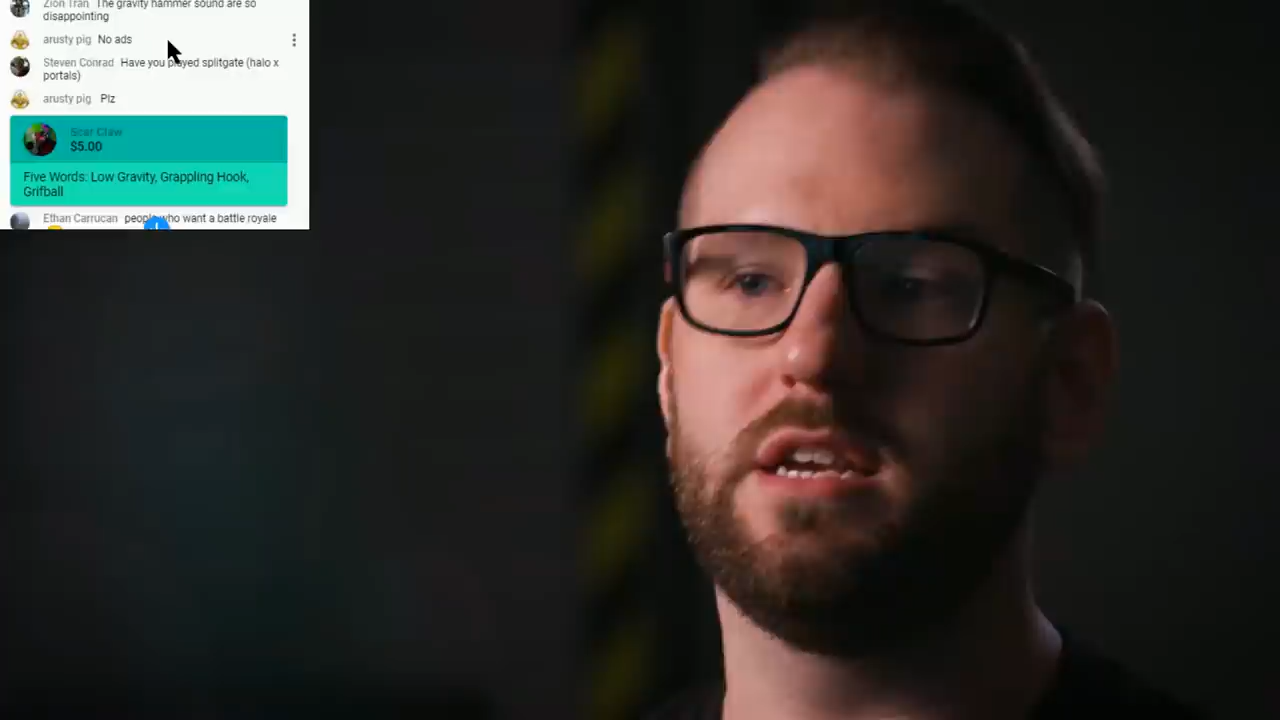 Zion Tran The gravity hammer sound are so
disappointing
arusty pig No ads
Steven Conrad Have you played splitgate (halo x
portals)
arusty pig Plz
Scar Claw
$5.00
Five Words: Low Gravity, Grappling Hook,
Grifball
Ethan Carrucan people who want a battle royale